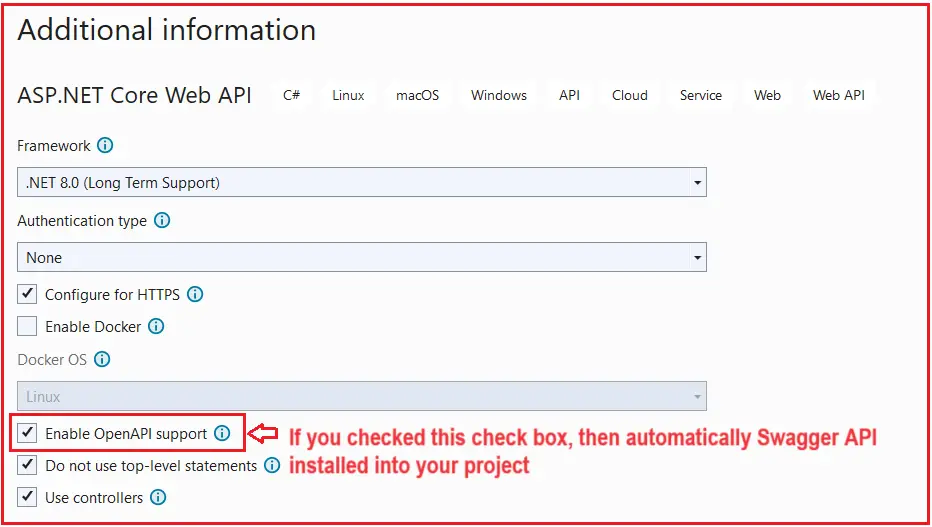 Additional information
ASP.NET Core Web API C# Linux macOS Windows API Cloud Service Web Web API
Framework
.NET 8.0 (Long Term Support)
Authentication type
None
Configure for HTTPS
Enable Docker
Docker OS
Linux
Enable OpenAPI support If you checked this check box, then automatically Swagger API
Do not use top-level statements installed into your project
Use controllers